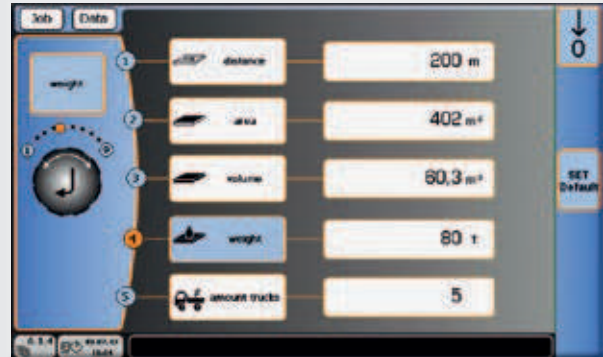 Job Data
↓
0
weight
1 distance 200 m
2 area 402 m²
3 volume 60,3 m³
4 weight 80 t
5 amount trucks 5
SET
Default